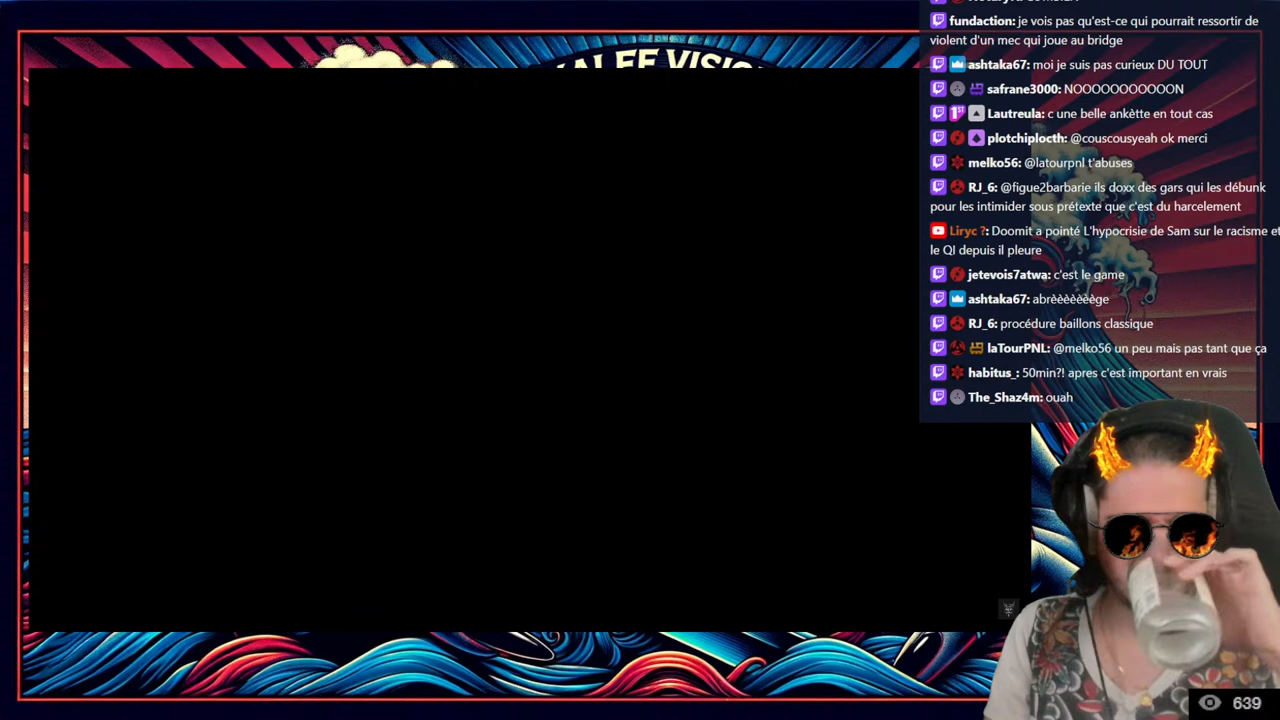 fundaction: je vois pas qu'est-ce qui pourrait ressortir de
violent d'un mec qui joue au bridge
ashtaka67: moi je suis pas curieux DU TOUT
safrane3000: NOOOOOOOOOOON
1ST Lautreula: c une belle ankètte en tout cas
plotchiplocth: @couscousyeah ok merci
melko56: @latourpnl t'abuses
RJ_6: @figue2barbarie ils doxx des gars qui les débunk
pour les intimider sous prétexte que c'est du harcelement
Liryc ?: Doomit a pointé L'hypocrisie de Sam sur le racisme et
le QI depuis il pleure
jetevois7atwa: c'est le game
ashtaka67: abrèèèèèèège
RJ_6: procédure baillons classique
laTourPNL: @melko56 un peu mais pas tant que ça
habitus_: 50min?! apres c'est important en vrais
The_Shaz4m: ouah
639